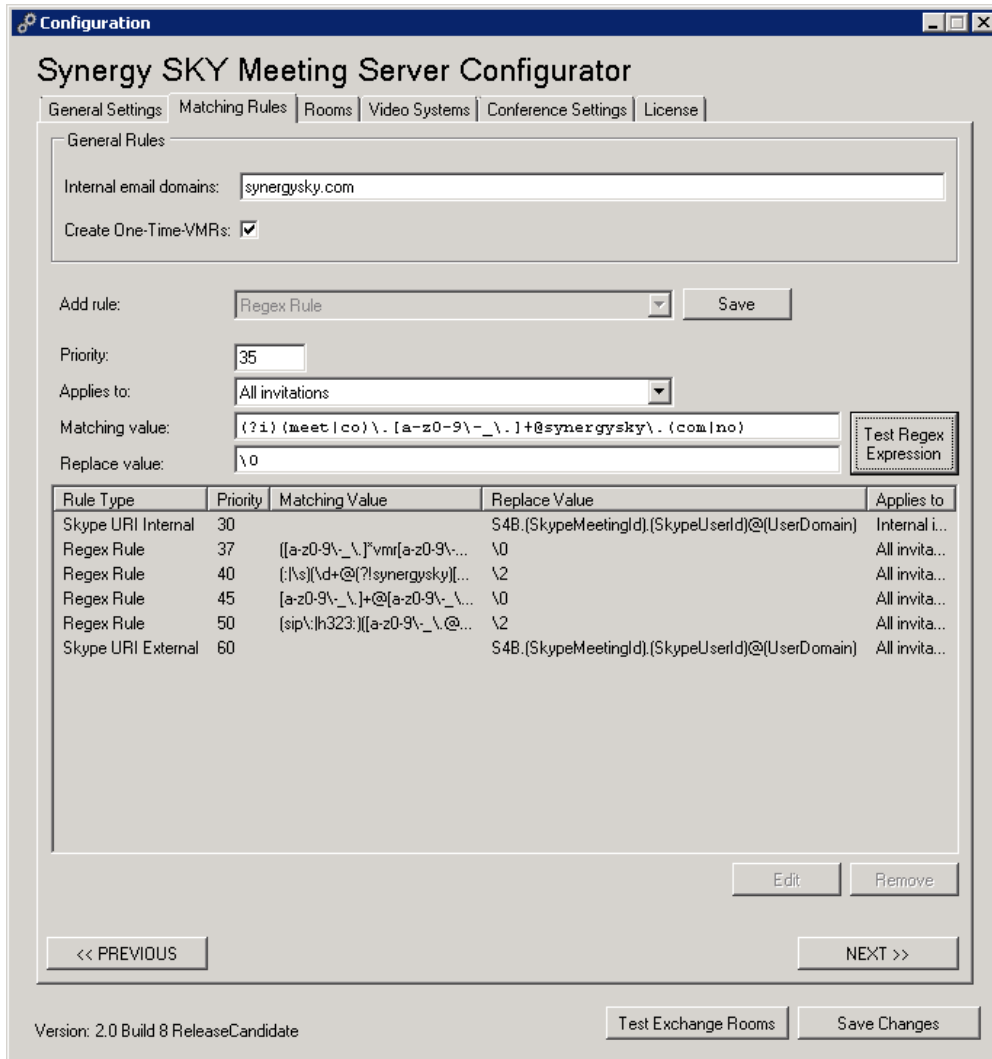 Configuration
Synergy SKY Meeting Server Configurator
General Settings Matching Rules Rooms Video Systems Conference Settings License
General Rules
Internal email domains: synergysky.com
Create One-Time-VMRs:
Add rule: Regex Rule Save
Priority: 35
Applies to: All invitations
Matching value: (?i)(meet|co)\.[a-z0-9\-_\.]+@synergysky\.(com|no) Test Regex Expression
Replace value: \0
Rule Type Priority Matching Value Replace Value Applies to
Skype URI Internal 30 S4B.(SkypeMeetingId).(SkypeUserId)@(UserDomain) Internal i...
Regex Rule 37 ([a-z0-9\-_\.]*vmr[a-z0-9\-... \0 All invita...
Regex Rule 40 (:|\s)(\d+@(?!synergysky)[... \2 All invita...
Regex Rule 45 [a-z0-9\-_\.]+@[a-z0-9\-_\... \0 All invita...
Regex Rule 50 (sip\:|h323:)([a-z0-9\-_\.@... \2 All invita...
Skype URI External 60 S4B.(SkypeMeetingId).(SkypeUserId)@(UserDomain) All invita...
Edit Remove
<< PREVIOUS NEXT >>
Version: 2.0 Build 8 ReleaseCandidate Test Exchange Rooms Save Changes